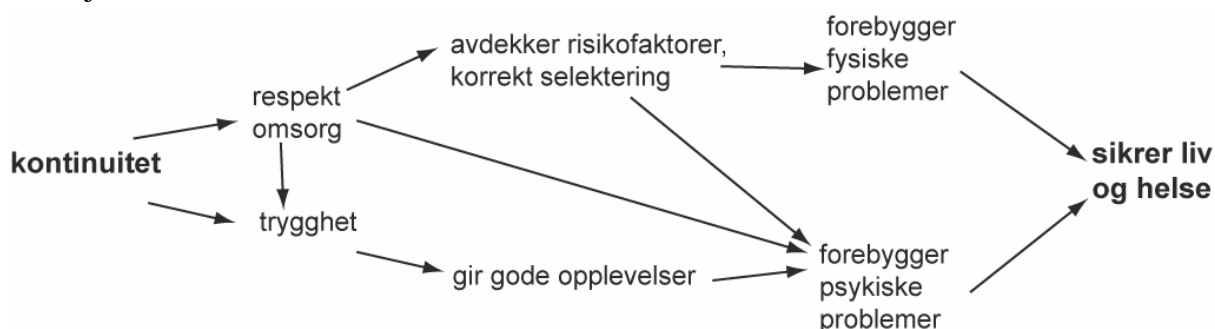 kontinuitet
respekt
omsorg
trygghet
avdekker risikofaktorer,
korrekt selektering
gir gode opplevelser
forebygger
fysiske
problemer
forebygger
psykiske
problemer
sikrer liv
og helse